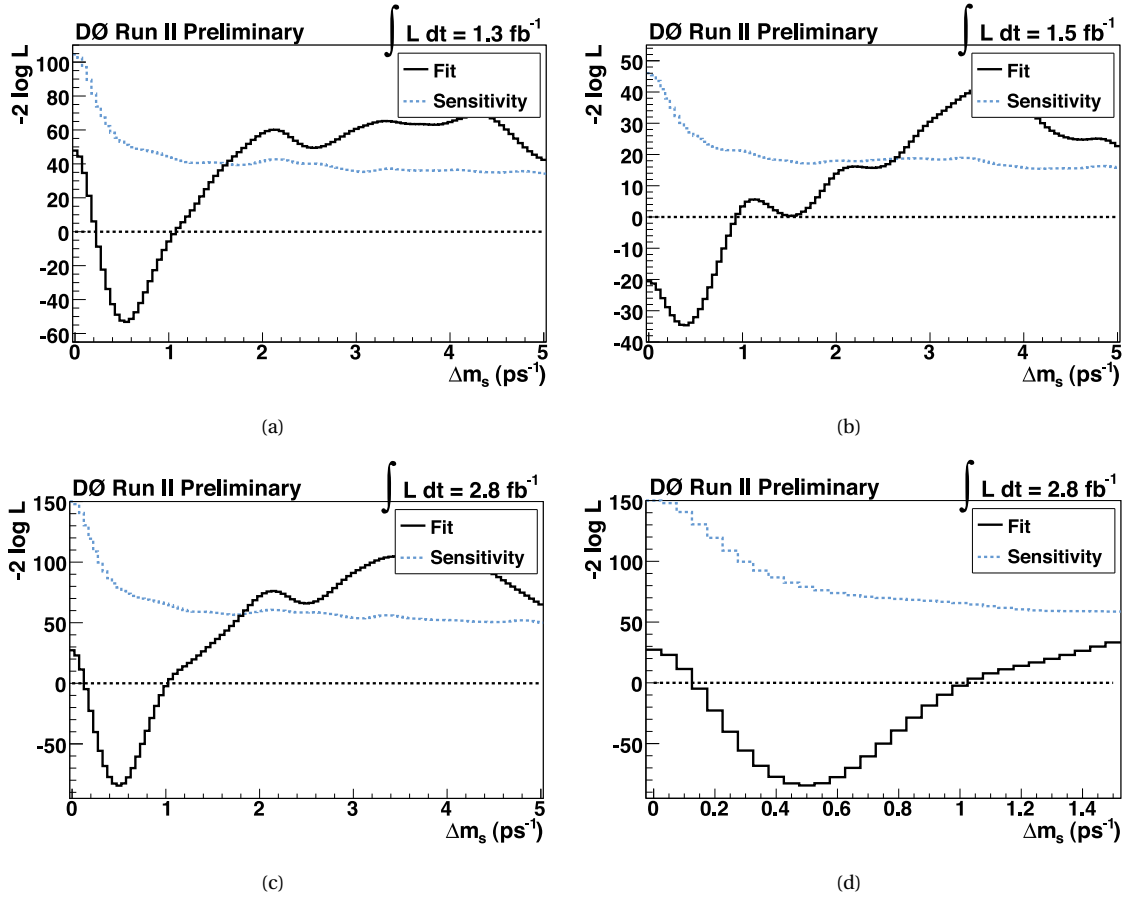 DØ Run II Preliminary
∫ L dt = 1.3 fb⁻¹
-2 log L
Fit
Sensitivity
100
80
60
40
20
0
-20
-40
-60
0 1 2 3 4 5
Δmₛ (ps⁻¹)
(a)
DØ Run II Preliminary
∫ L dt = 1.5 fb⁻¹
-2 log L
Fit
Sensitivity
50
40
30
20
10
0
-10
-20
-30
-40
0 1 2 3 4 5
Δmₛ (ps⁻¹)
(b)
DØ Run II Preliminary
∫ L dt = 2.8 fb⁻¹
-2 log L
Fit
Sensitivity
150
100
50
0
-50
0 1 2 3 4 5
Δmₛ (ps⁻¹)
(c)
DØ Run II Preliminary
∫ L dt = 2.8 fb⁻¹
-2 log L
Fit
Sensitivity
150
100
50
0
-50
0 0.2 0.4 0.6 0.8 1 1.2 1.4
Δmₛ (ps⁻¹)
(d)